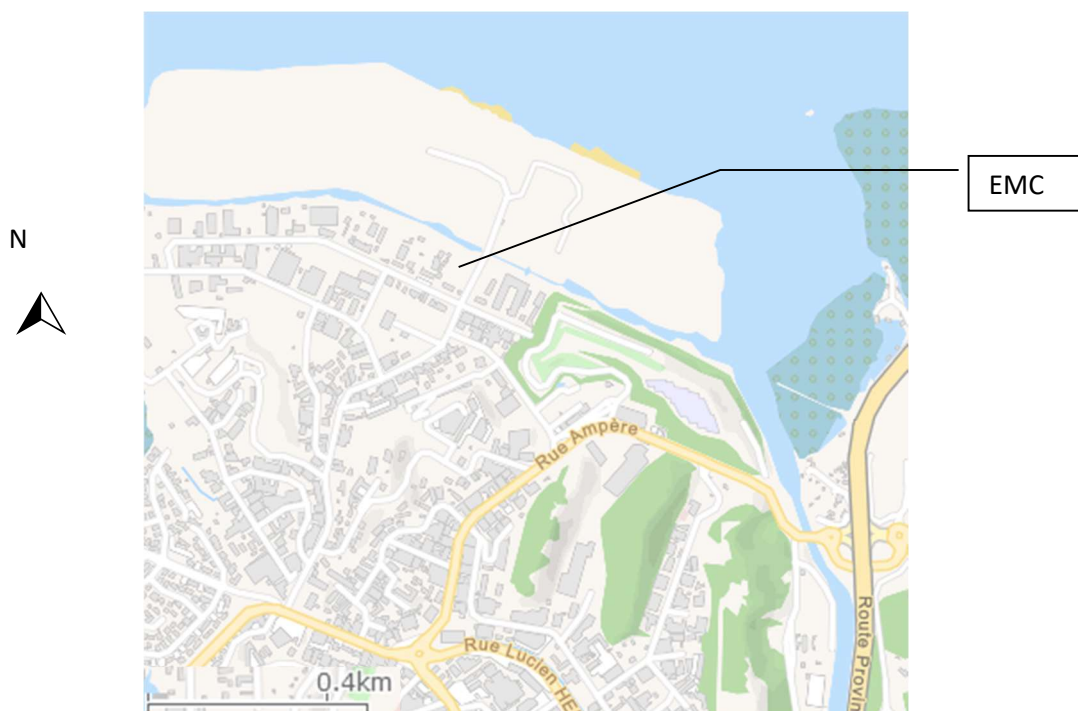 EMC
N
Rue Ampère
Rue Lucien HE
Route Provin
0.4km